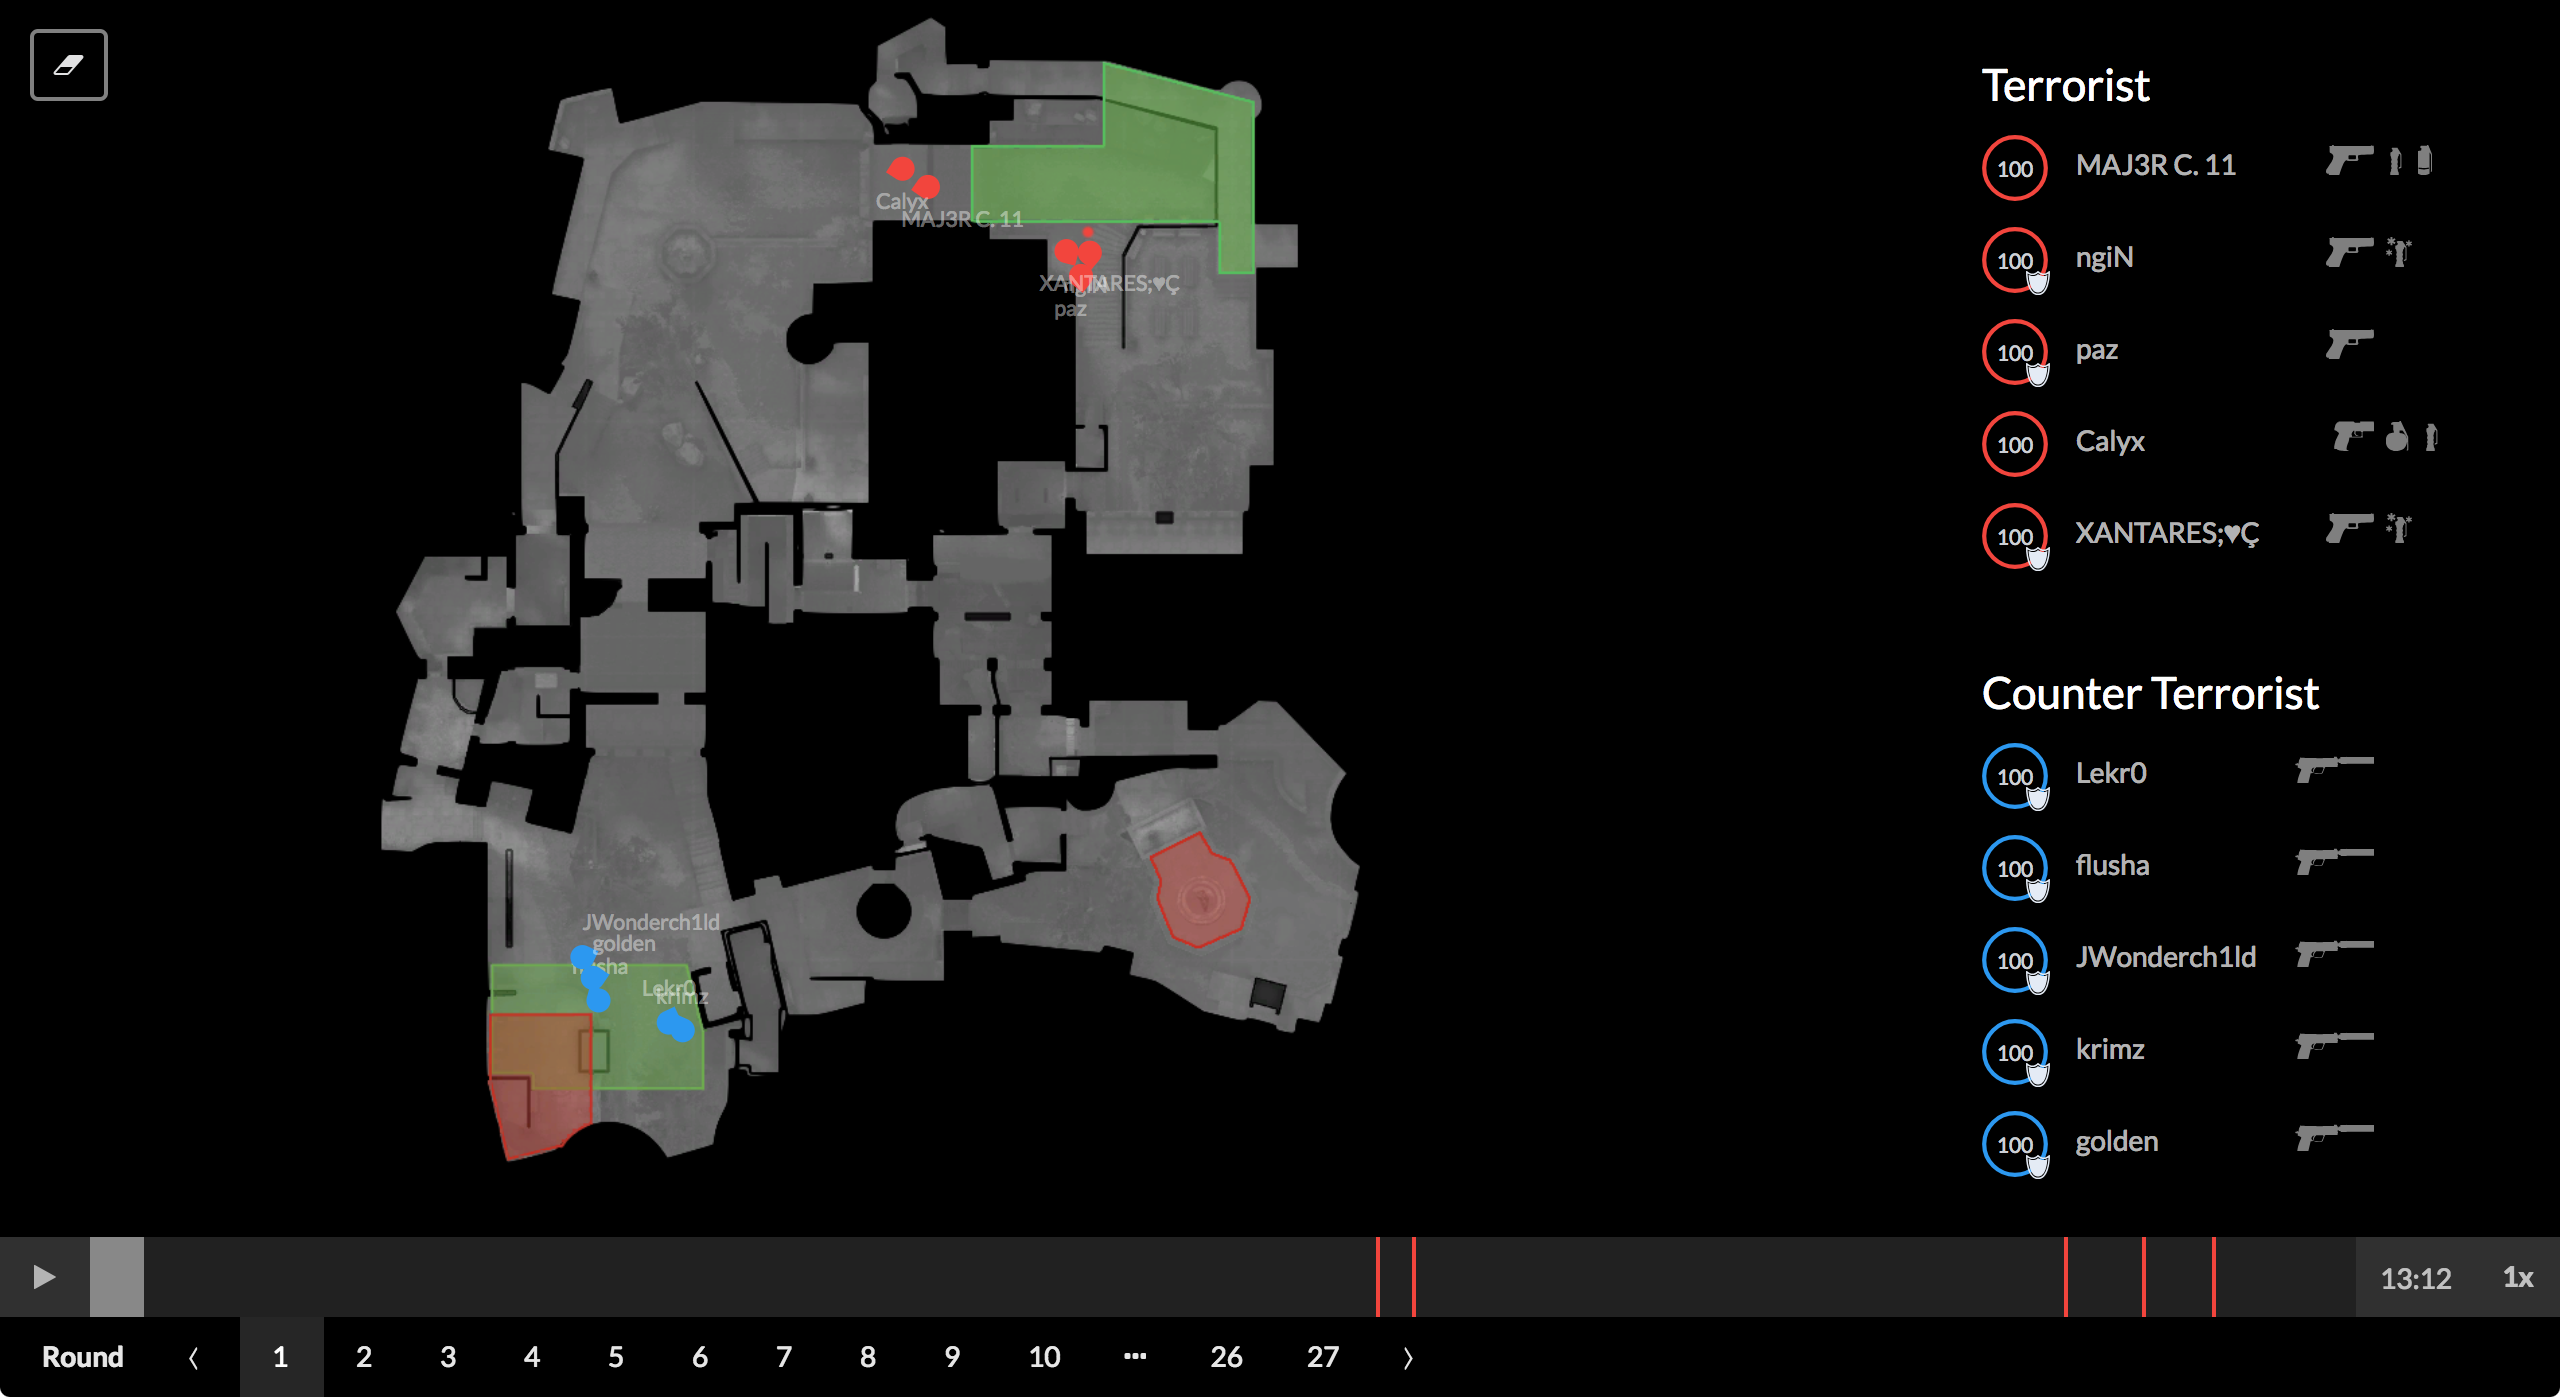 Terrorist
100 MAJ3R C. 11
100 ngiN
100 paz
100 Calyx
100 XANTARES;♥Ç
Counter Terrorist
100 Lekr0
100 flusha
100 JWonderch1ld
100 krimz
100 golden
Calyx
MAJ3R C. 11
XANTARES;♥Ç
ngiN
paz
JWonderch1ld
golden
flusha
Lekr0
krimz
13:12 1x
Round ‹ 1 2 3 4 5 6 7 8 9 10 ••• 26 27 ›